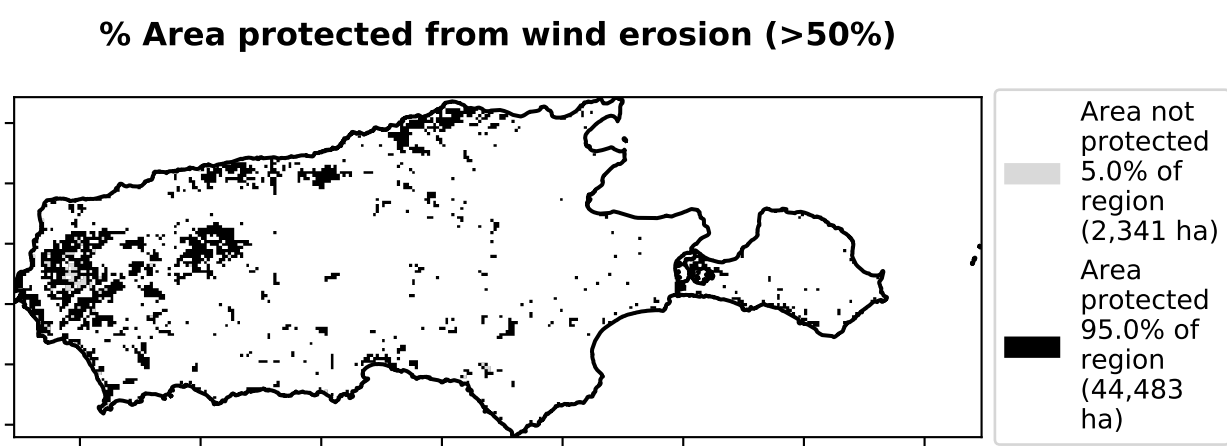 % Area protected from wind erosion (>50%)
Area not
protected
5.0% of
region
(2,341 ha)
Area
protected
95.0% of
region
(44,483
ha)